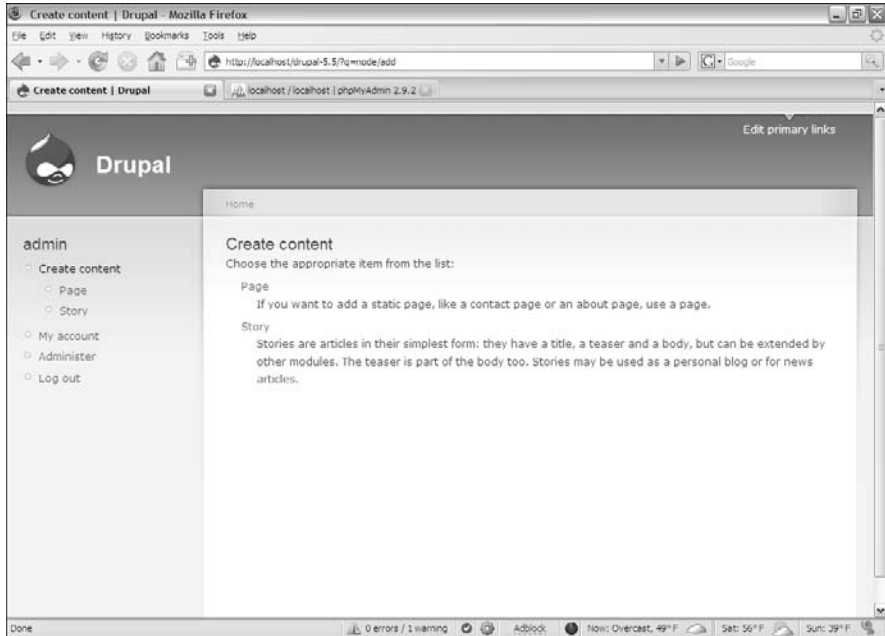 Create content | Drupal - Mozilla Firefox
File Edit View History Bookmarks Tools Help
http://localhost/drupal-5.5/?q=node/add
Google
Create content | Drupal
localhost / localhost | phpMyAdmin 2.9.2
Edit primary links
Drupal
Home
admin
Create content
Page
Story
My account
Administer
Log out
Create content
Choose the appropriate item from the list:
Page
If you want to add a static page, like a contact page or an about page, use a page.
Story
Stories are articles in their simplest form: they have a title, a teaser and a body, but can be extended by
other modules. The teaser is part of the body too. Stories may be used as a personal blog or for news
articles.
Done
0 errors / 1 warning
Adblock
Now: Overcast, 49° F
Sat: 56° F
Sun: 39° F